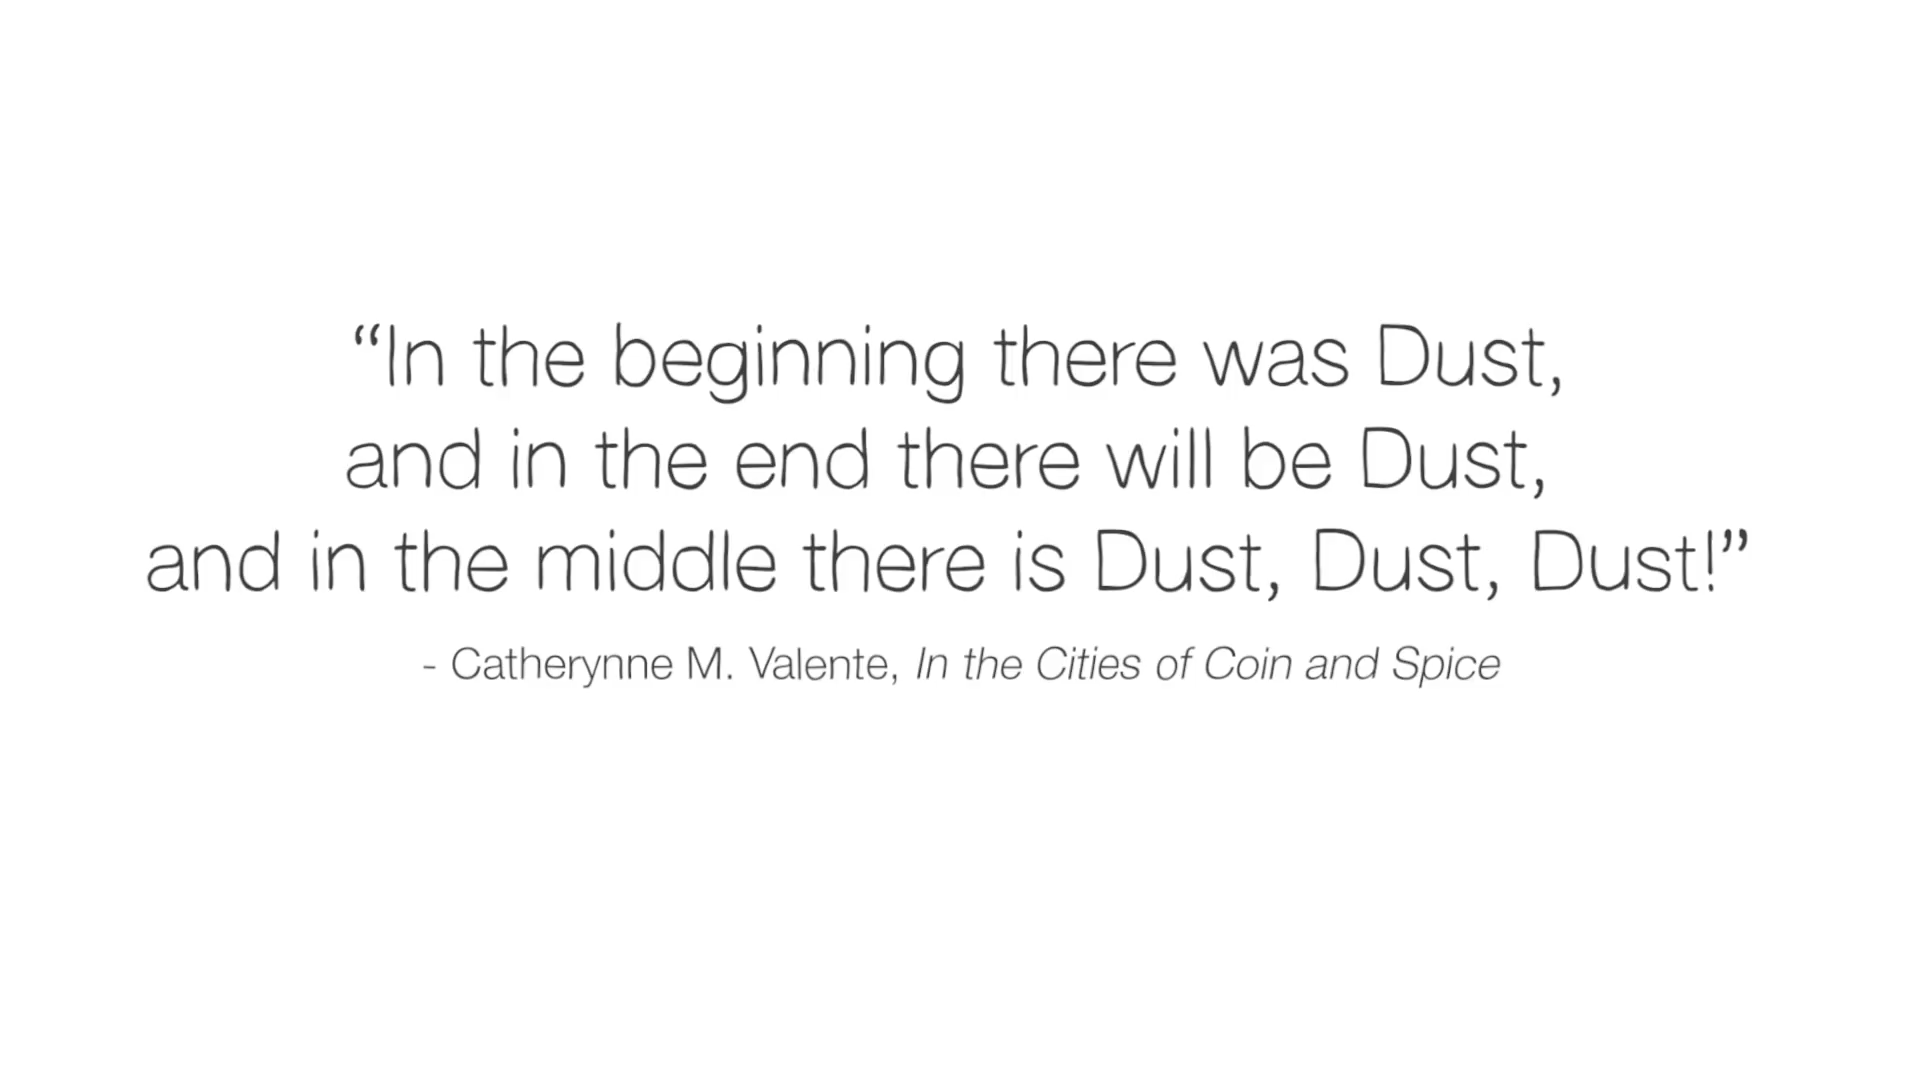 “In the beginning there was Dust,
and in the end there will be Dust,
and in the middle there is Dust, Dust, Dust!”
- Catherynne M. Valente, In the Cities of Coin and Spice